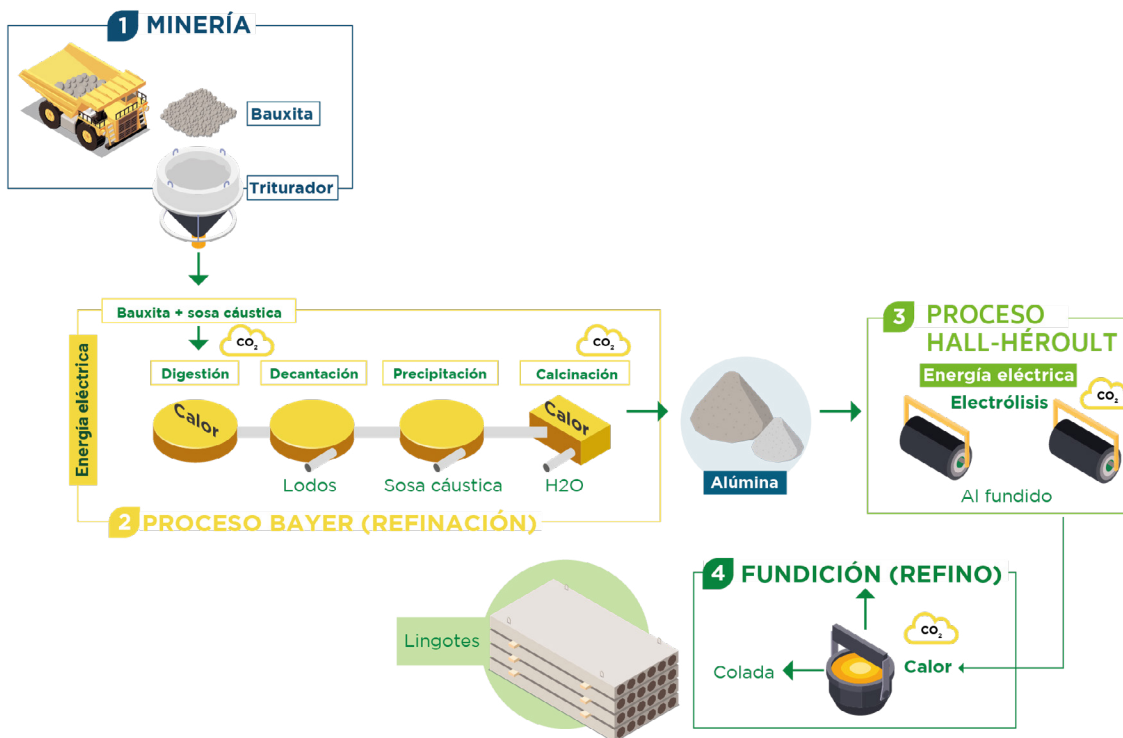 1 MINERÍA
Bauxita
Triturador
Bauxita + sosa cáustica
Energía eléctrica
CO₂
CO₂
Digestión
Decantación
Precipitación
Calcinación
Calor
Calor
Lodos
Sosa cáustica
H2O
2 PROCESO BAYER (REFINACIÓN)
Alúmina
3 PROCESO
HALL-HÉROULT
Energía eléctrica
Electrólisis
CO₂
Al fundido
4 FUNDICIÓN (REFINO)
CO₂
Calor
Colada
Lingotes